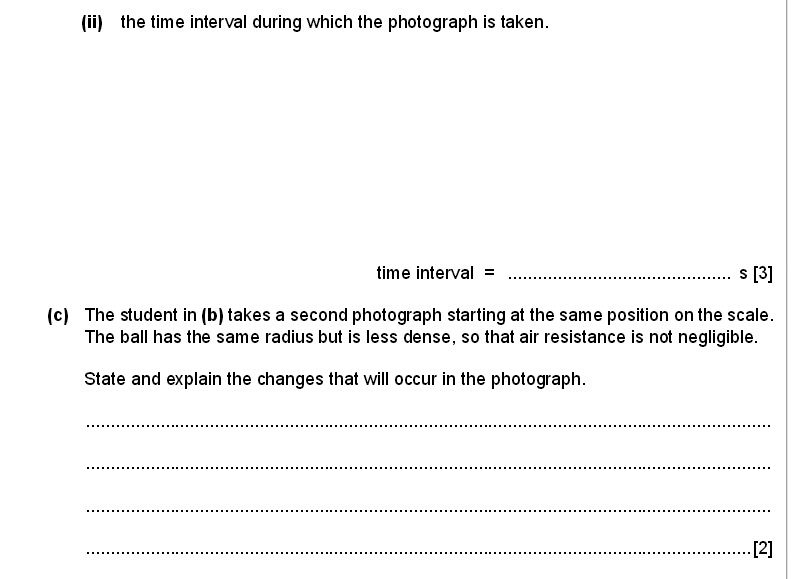 (ii) the time interval during which the photograph is taken.
time interval = .............................................. s [3]
(c) The student in (b) takes a second photograph starting at the same position on the scale.
The ball has the same radius but is less dense, so that air resistance is not negligible.
State and explain the changes that will occur in the photograph.
..........................................................................................................................................
..........................................................................................................................................
..........................................................................................................................................
......................................................................................................................................[2]